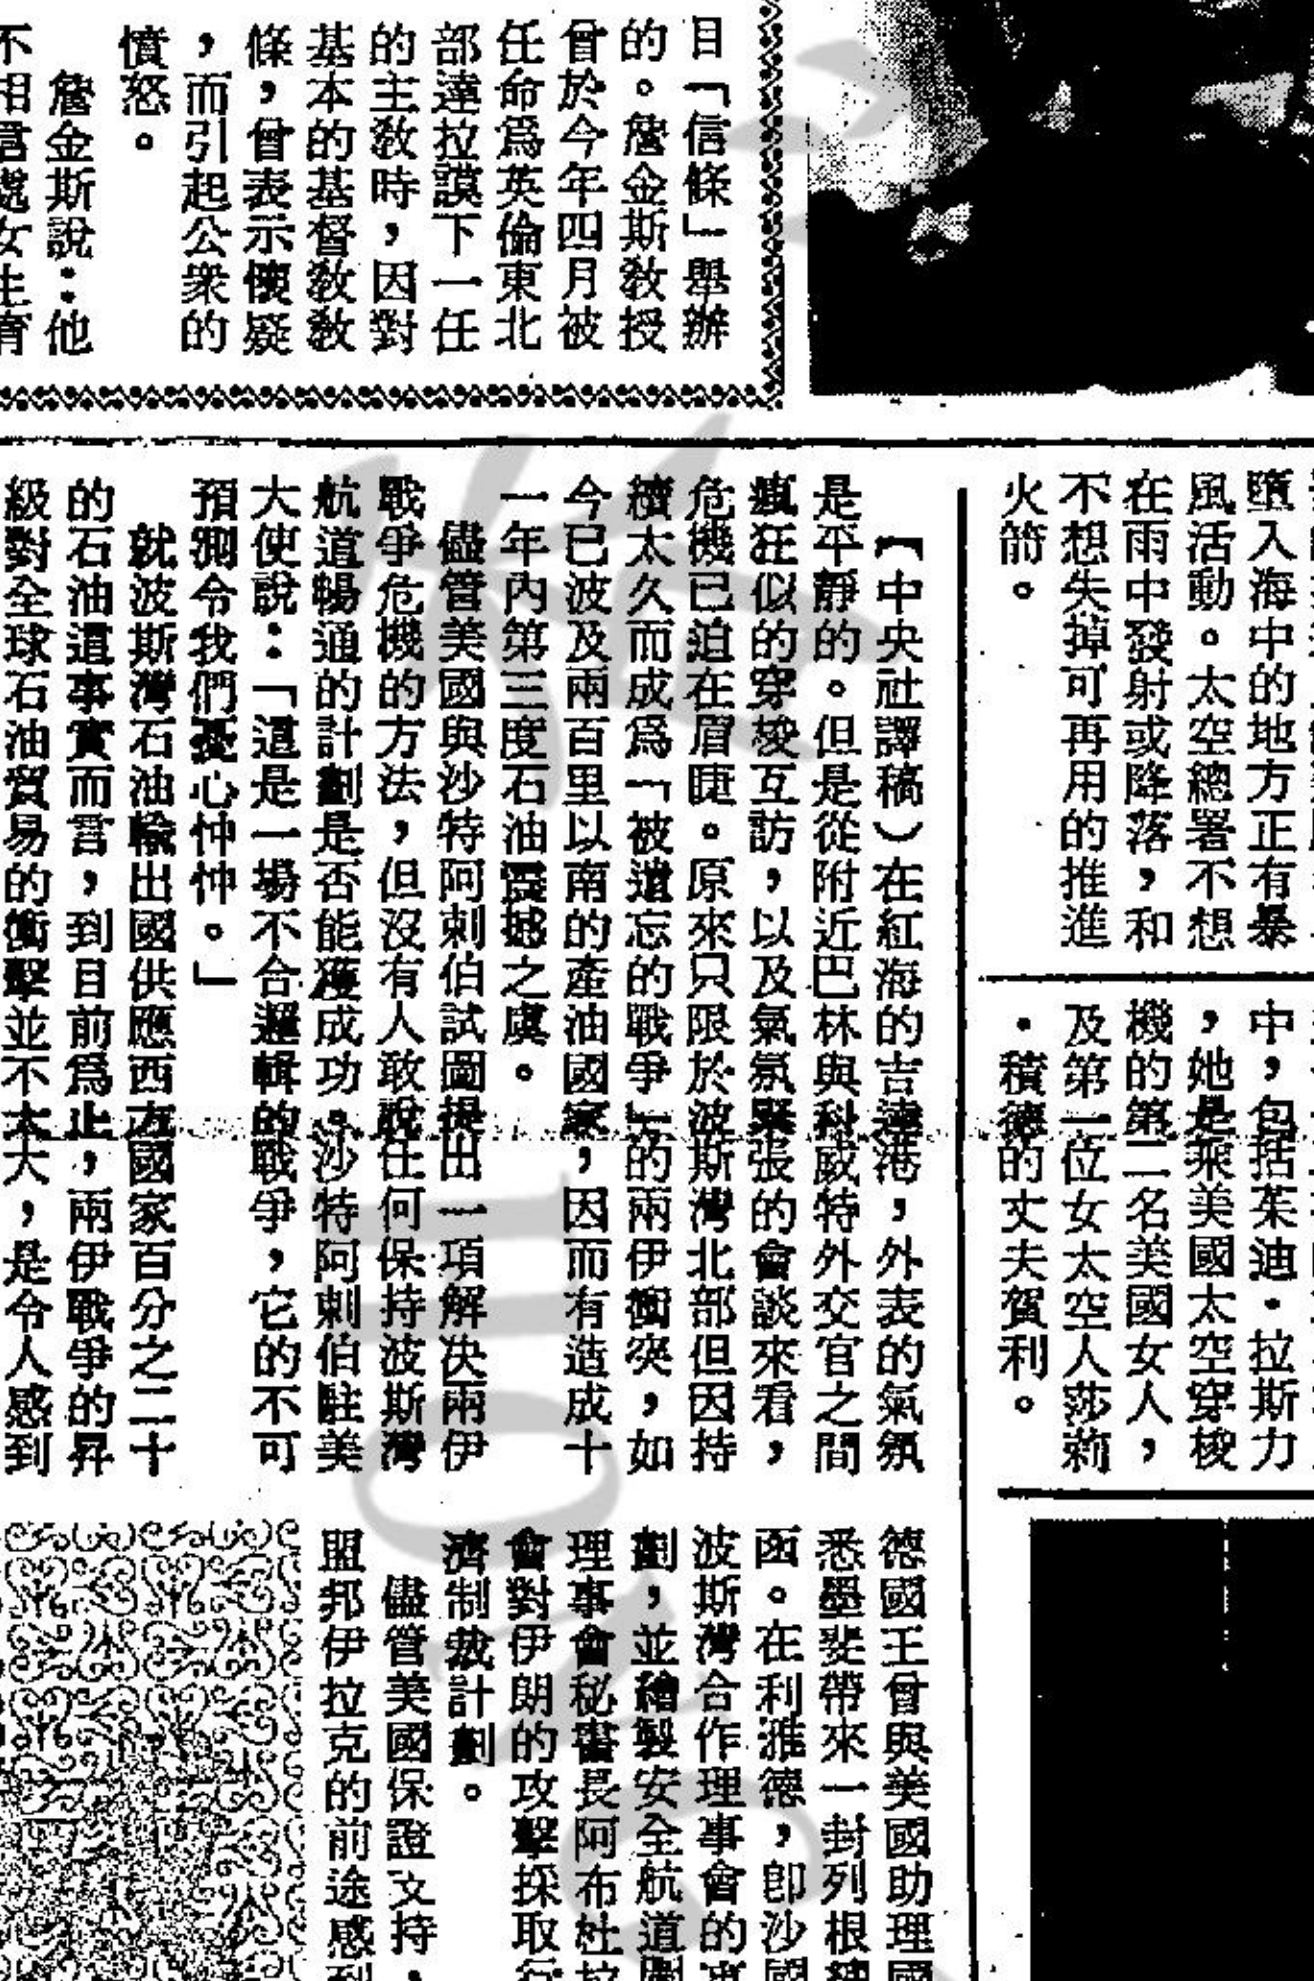 目「信條」舉辦
的。詹金斯敎授
曾於今年四月被
任命爲英倫東北
部達拉謨下一任
的主敎時，因對
基本的基督敎敎
條，曾表示懷疑
，而引起公衆的
憤怒。
詹金斯說：他
墮入海中的地方正有暴
風活動。太空總署不想
在雨中發射或降落，和
不想失掉可再用的推進
火箭。
中，包括茱迪・拉斯力
，她是乘美國太空穿梭
機的第二名美國女人，
及第一位女太空人莎莉
・積德的丈夫賀利。
【中央社譯稿）在紅海的吉達港，外表的氣氛
是平靜的。但是從附近巴林與科威特外交官之間
瘋狂似的穿梭互訪，以及氣氛緊張的會談來看，
危機已迫在眉睫。原來只限於波斯灣北部但因持
續太久而成爲「被遺忘的戰爭」的兩伊衝突，如
今已波及兩百里以南的產油國家，因而有造成十
一年內第三度石油震撼之虞。
儘管美國與沙特阿剌伯試圖提出一項解決兩伊
戰爭危機的方法，但沒有人敢說任何保持波斯灣
航道暢通的計劃是否能獲成功。沙特阿剌伯駐美
大使說：「這是一場不合邏輯的戰爭，它的不可
預測令我們憂心忡忡。」
就波斯灣石油輸出國供應西方國家百分之二十
的石油這事實而言，到目前爲止，兩伊戰爭的昇
級對全球石油貿易的衝擊並不太大，是令人感到
德國王曾與美國助理國
悉墨斐帶來一封列根總
函。在利雅德，卽沙國
波斯灣合作理事會的
劃，並繪製安全航道圖
理事會秘書長阿布杜拉
會對伊朗的攻擊採取
濟制裁計劃。
儘管美國保證支持，
盟邦伊拉克的前途感到